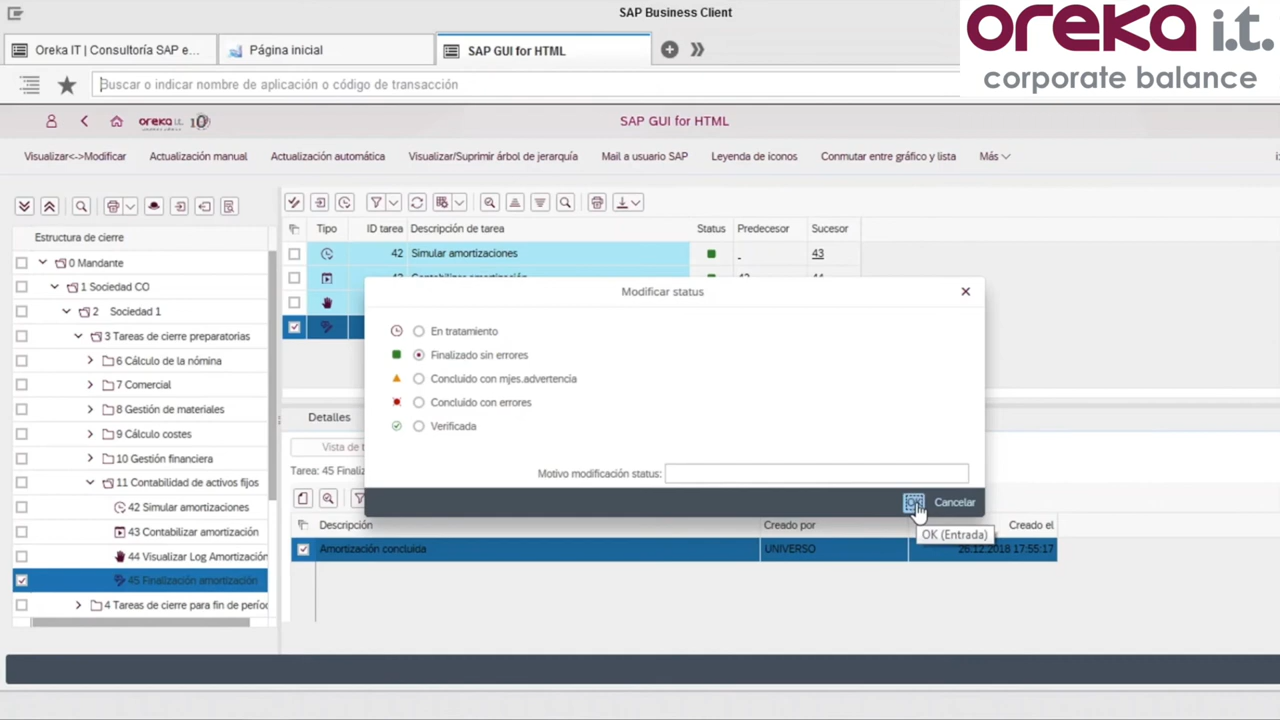 SAP Business Client
oreka i.t.
corporate balance
Oreka IT | Consultoría SAP e...
Página inicial
SAP GUI for HTML
Buscar o indicar nombre de aplicación o código de transacción
oreka i.t. 10
SAP GUI for HTML
Visualizar<->Modificar Actualización manual Actualización automática Visualizar/Suprimir árbol de jerarquía Mail a usuario SAP Leyenda de iconos Conmutar entre gráfico y lista Más
Estructura de cierre
0 Mandante
1 Sociedad CO
2 Sociedad 1
3 Tareas de cierre preparatorias
6 Cálculo de la nómina
7 Comercial
8 Gestión de materiales
9 Cálculo costes
10 Gestión financiera
11 Contabilidad de activos fijos
42 Simular amortizaciones
43 Contabilizar amortización
44 Visualizar Log Amortización
45 Finalización amortización
4 Tareas de cierre para fin de perío
Tipo ID tarea Descripción de tarea Status Predecesor Sucesor
42 Simular amortizaciones 43
Modificar status
En tratamiento
Finalizado sin errores
Concluido con mjes.advertencia
Concluido con errores
Verificada
Motivo modificación status:
OK Cancelar
OK (Entrada)
Detalles
Vista de t
Tarea: 45 Finaliz
Descripción Creado por Creado el
Amortización concluida UNIVERSO 26.12.2018 17:55:17